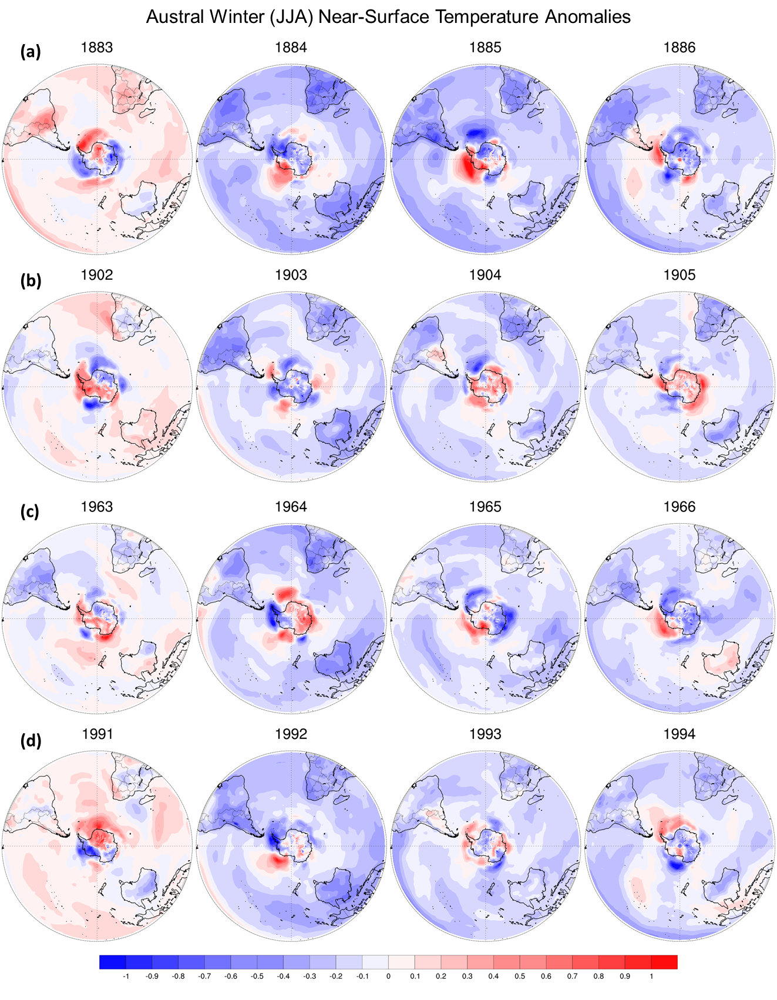 Austral Winter (JJA) Near-Surface Temperature Anomalies
(a) 1883 1884 1885 1886
(b) 1902 1903 1904 1905
(c) 1963 1964 1965 1966
(d) 1991 1992 1993 1994
-1 -0.9 -0.8 -0.7 -0.6 -0.5 -0.4 -0.3 -0.2 -0.1 0 0.1 0.2 0.3 0.4 0.5 0.6 0.7 0.8 0.9 1